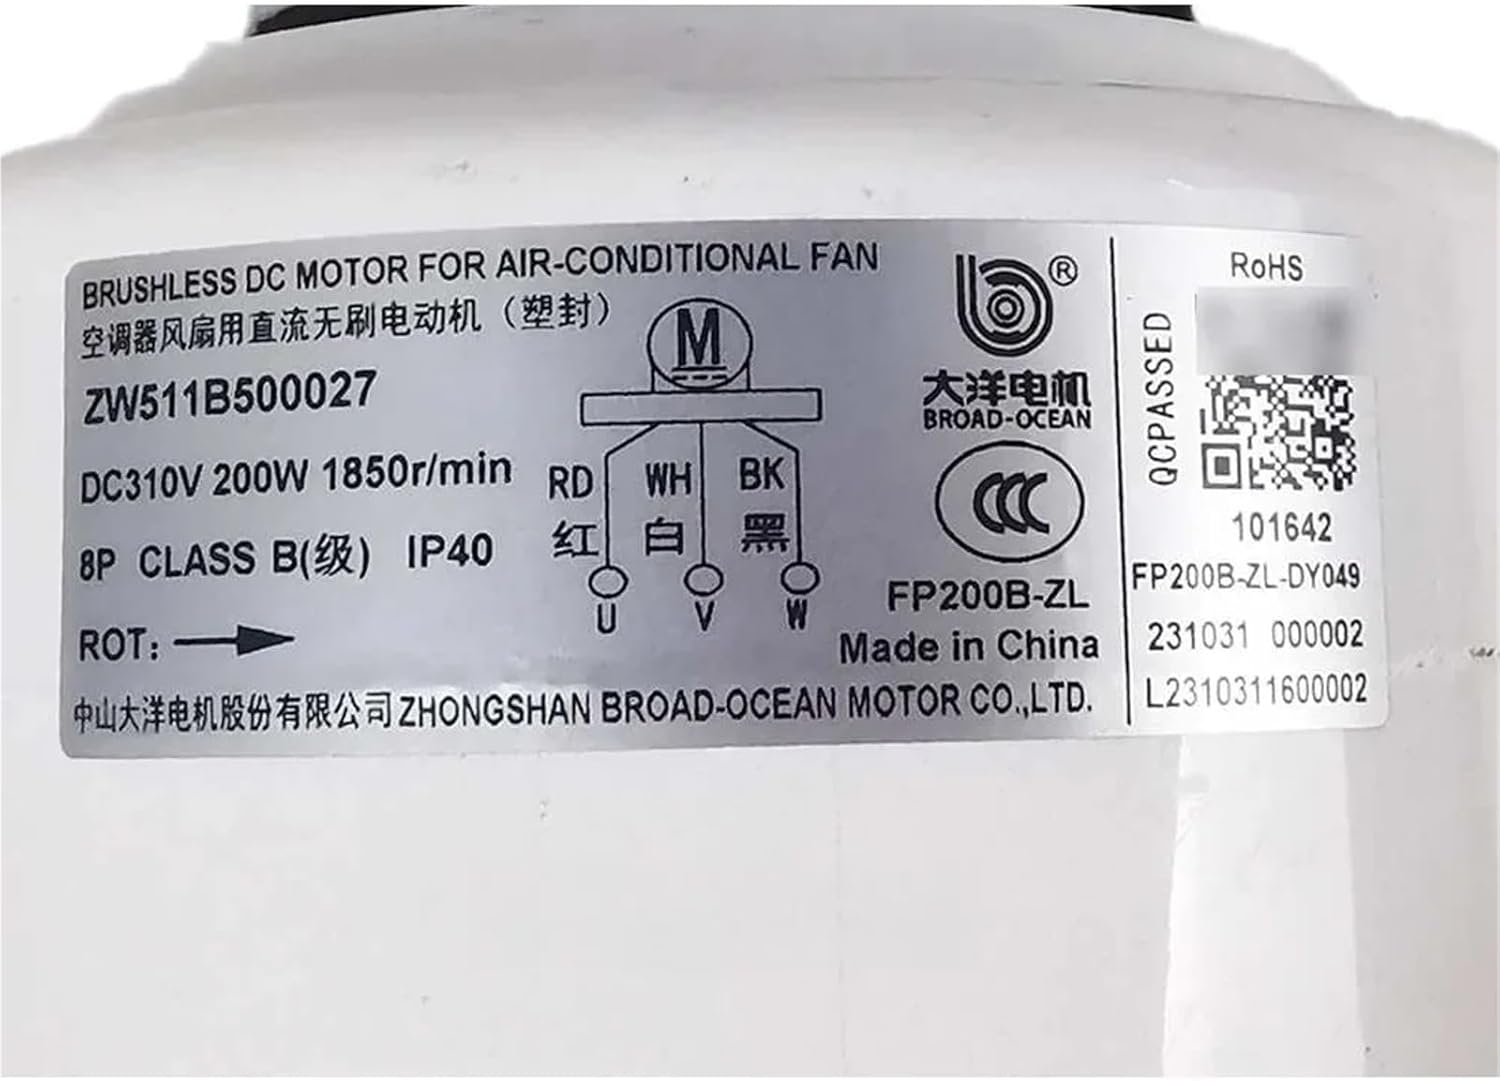 BRUSHLESS DC MOTOR FOR AIR-CONDITIONAL FAN
空调器风扇用直流无刷电动机（塑封）
ZW511B500027
DC310V 200W 1850r/min
8P CLASS B(级) IP40
ROT:
M
RD WH BK
红 白 黑
U V W
®
大洋电机
BROAD-OCEAN
CCC
FP200B-ZL
Made in China
中山大洋电机股份有限公司 ZHONGSHAN BROAD-OCEAN MOTOR CO.,LTD.
RoHS
QCPASSED
101642
FP200B-ZL-DY049
231031 000002
L2310311600002